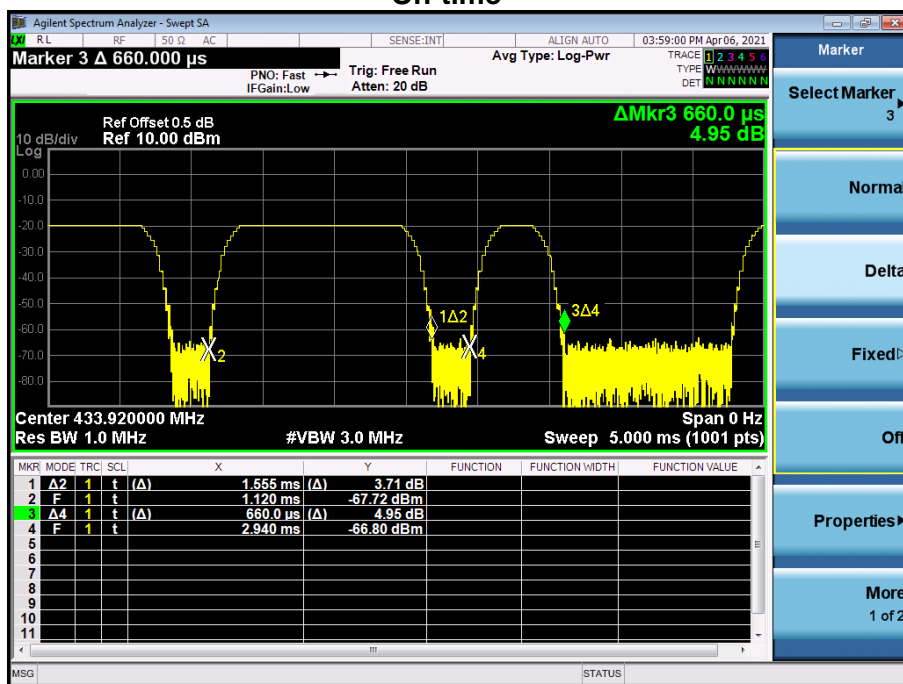 On time
Agilent Spectrum Analyzer - Swept SA
LXI RL RF 50 Ω AC SENSE:INT ALIGN AUTO 03:59:00 PM Apr 06, 2021
Marker 3 Δ 660.000 µs
PNO: Fast
IFGain:Low
Trig: Free Run
Atten: 20 dB
Avg Type: Log-Pwr
TRACE 1 2 3 4 5 6
TYPE WWWWWW
DET N N N N N N
ΔMkr3 660.0 µs
4.95 dB
Ref Offset 0.5 dB
10 dB/div Ref 10.00 dBm
Log
0.00
-10.0
-20.0
-30.0
-40.0
-50.0
-60.0
-70.0
-80.0
1Δ2
3Δ4
2
4
Center 433.920000 MHz Span 0 Hz
Res BW 1.0 MHz #VBW 3.0 MHz Sweep 5.000 ms (1001 pts)
MKR MODE TRC SCL X Y FUNCTION FUNCTION WIDTH FUNCTION VALUE
1 Δ2 1 t (Δ) 1.555 ms (Δ) 3.71 dB
2 F 1 t 1.120 ms -67.72 dBm
3 Δ4 1 t (Δ) 660.0 µs (Δ) 4.95 dB
4 F 1 t 2.940 ms -66.80 dBm
5
6
7
8
9
10
11
MSG STATUS
Marker
Select Marker
3
Norma
Delta
Fixed
Of
Properties
More
1 of 2